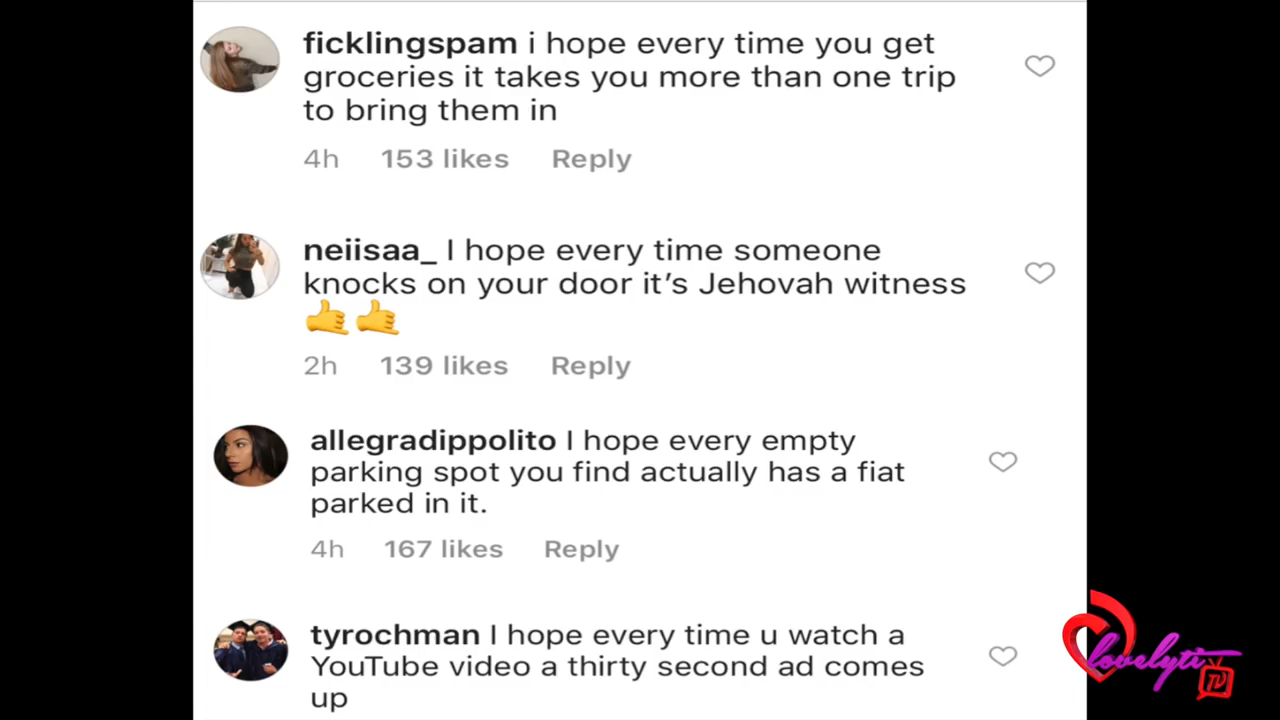 ficklingspam i hope every time you get
groceries it takes you more than one trip
to bring them in
4h 153 likes Reply
neiisaa_ I hope every time someone
knocks on your door it's Jehovah witness
🤙🤙
2h 139 likes Reply
allegradippolito I hope every empty
parking spot you find actually has a fiat
parked in it.
4h 167 likes Reply
tyrochman I hope every time u watch a
YouTube video a thirty second ad comes
up
lovelyti
TV